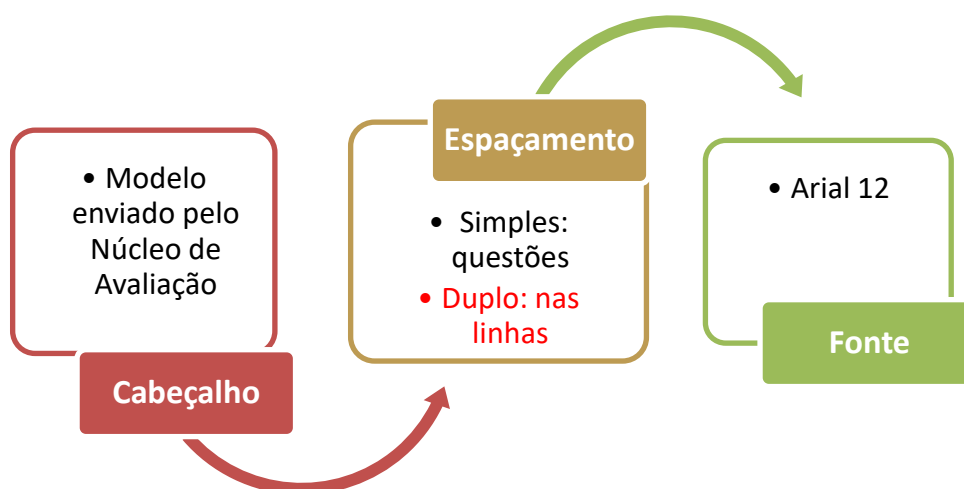 • Modelo
enviado pelo
Núcleo de
Avaliação
Cabeçalho
Espaçamento
• Simples:
questões
• Duplo: nas
linhas
• Arial 12
Fonte